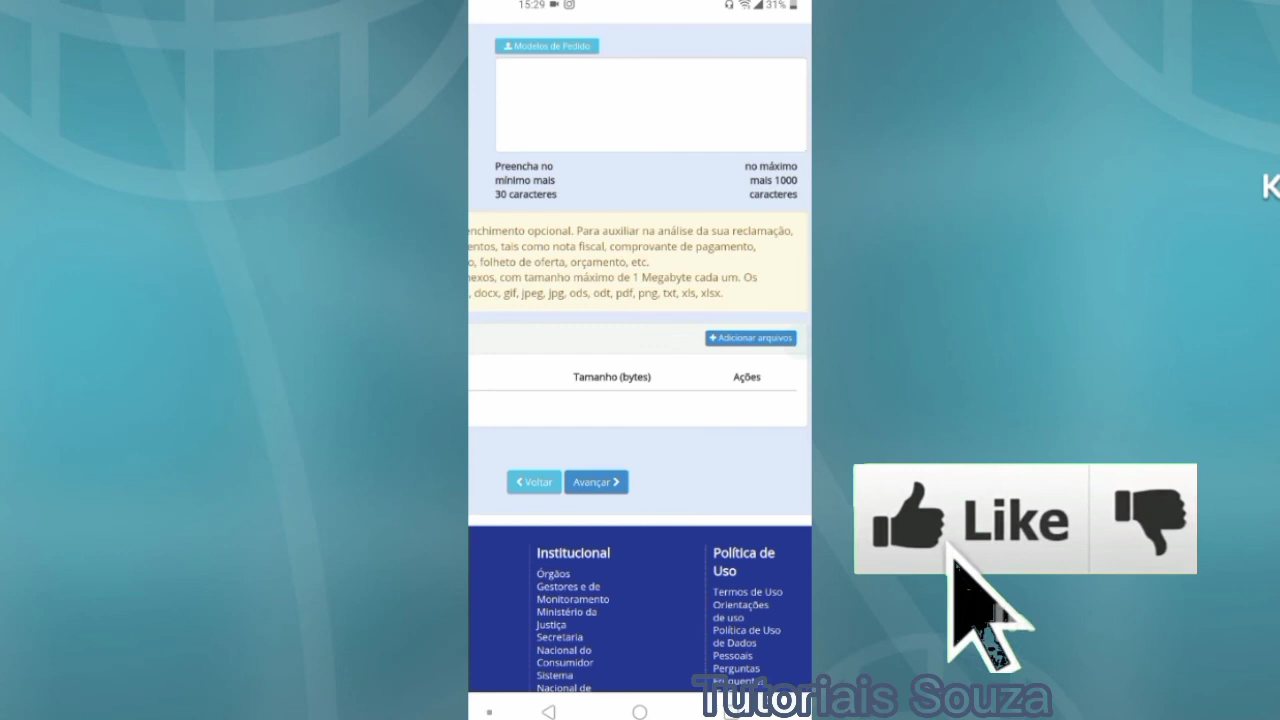 15:29
31%
Modelos de Pedido
Preencha no
mínimo mais
30 caracteres
no máximo
mais 1000
caracteres
enchimento opcional. Para auxiliar na análise da sua reclamação,
entos, tais como nota fiscal, comprovante de pagamento,
o, folheto de oferta, orçamento, etc.
nexos, com tamanho máximo de 1 Megabyte cada um. Os
, docx, gif, jpeg, jpg, ods, odt, pdf, png, txt, xls, xlsx.
+ Adicionar arquivos
Tamanho (bytes)
Ações
Voltar
Avançar
Institucional
Órgãos
Gestores e de
Monitoramento
Ministério da
Justiça
Secretaria
Nacional do
Consumidor
Sistema
Nacional de
Política de
Uso
Termos de Uso
Orientações
de uso
Política de Uso
de Dados
Pessoais
Perguntas
K
Like
Tutoriais Souza